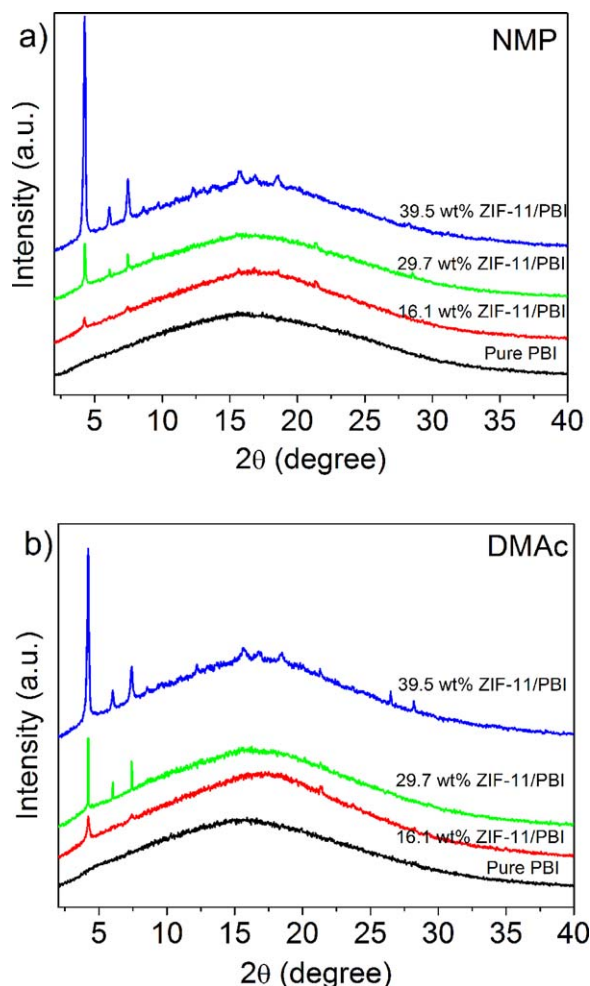 a)
NMP
Intensity (a.u.)
39.5 wt% ZIF-11/PBI
29.7 wt% ZIF-11/PBI
16.1 wt% ZIF-11/PBI
Pure PBI
5 10 15 20 25 30 35 40
2θ (degree)
b)
DMAc
Intensity (a.u.)
39.5 wt% ZIF-11/PBI
29.7 wt% ZIF-11/PBI
16.1 wt% ZIF-11/PBI
Pure PBI
5 10 15 20 25 30 35 40
2θ (degree)